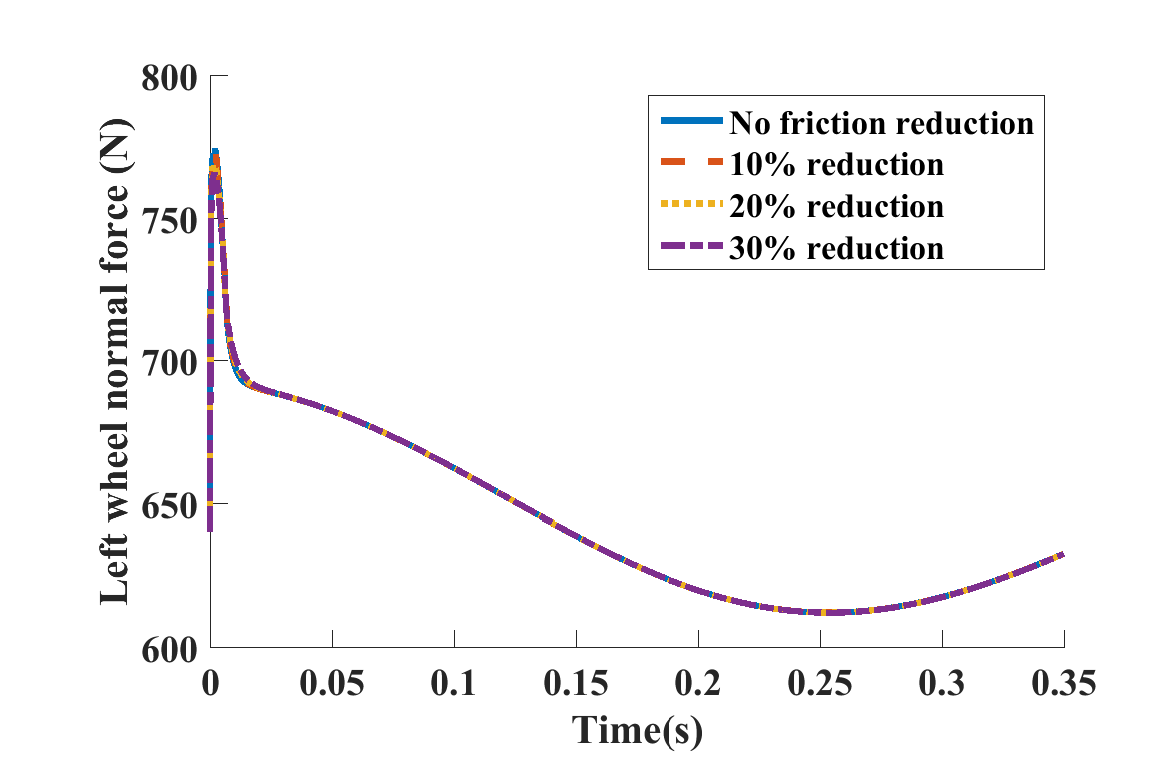 800
750
700
650
600
Left wheel normal force (N)
No friction reduction
10% reduction
20% reduction
30% reduction
0 0.05 0.1 0.15 0.2 0.25 0.3 0.35
Time(s)